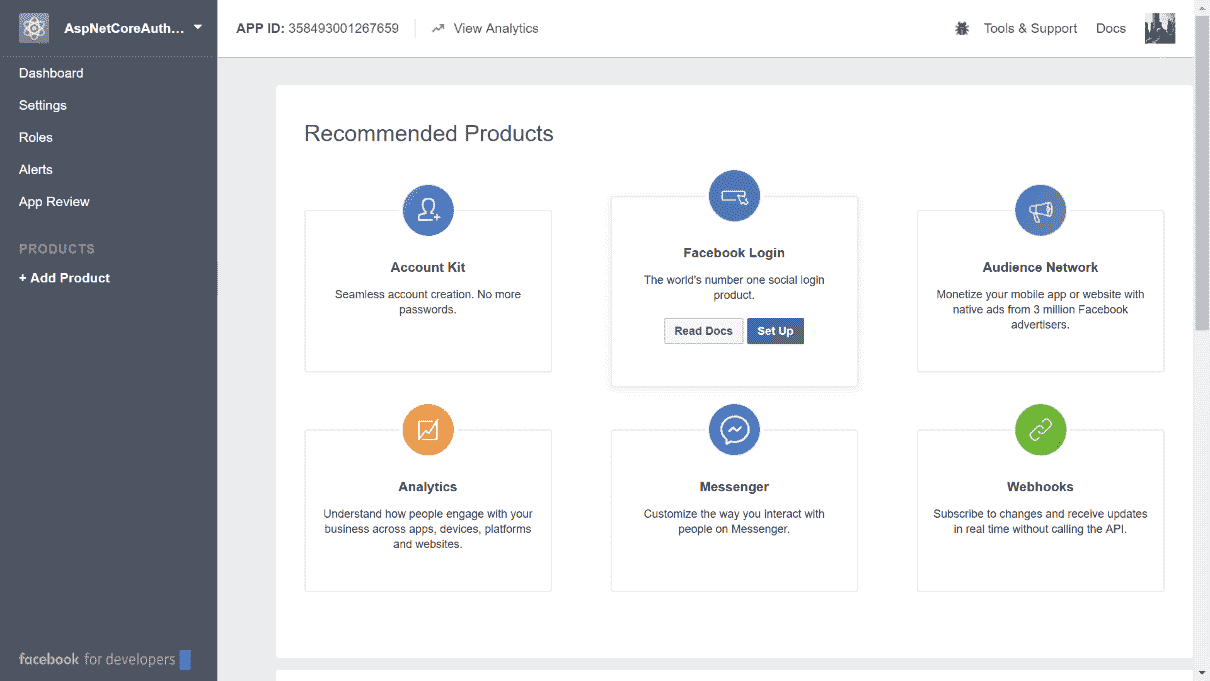 AspNetCoreAuth...
APP ID: 358493001267659
View Analytics
Tools & Support
Docs
Dashboard
Settings
Roles
Alerts
App Review
PRODUCTS
+ Add Product
facebook for developers
Recommended Products
Account Kit
Seamless account creation. No more
passwords.
Facebook Login
The world's number one social login
product.
Read Docs
Set Up
Audience Network
Monetize your mobile app or website with
native ads from 3 million Facebook
advertisers.
Analytics
Understand how people engage with your
business across apps, devices, platforms
and websites.
Messenger
Customize the way you interact with
people on Messenger.
Webhooks
Subscribe to changes and receive updates
in real time without calling the API.